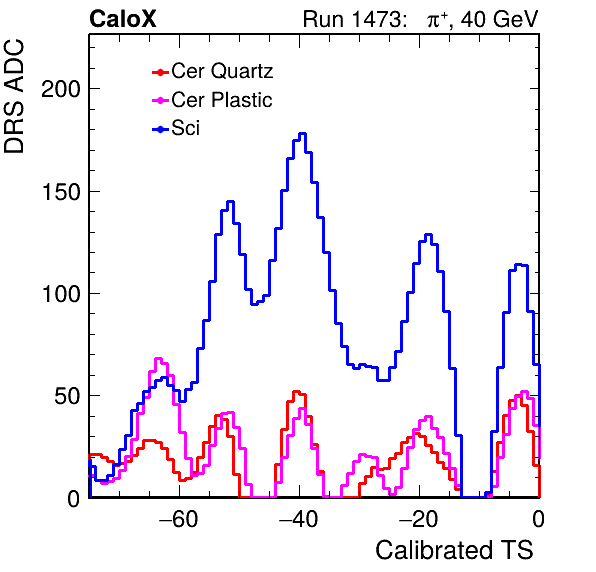 CaloX Run 1473: π+, 40 GeV
DRS ADC
Cer Quartz
Cer Plastic
Sci
200
150
100
50
0
−60 −40 −20 0
Calibrated TS